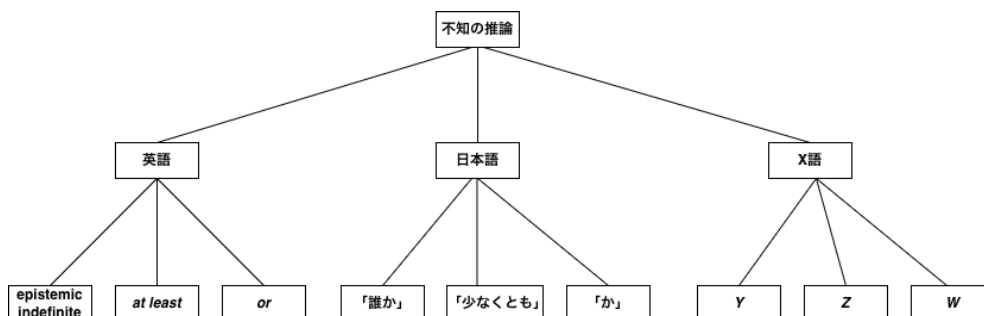 不知の推論
英語
日本語
X語
epistemic
indefinite
at least
or
「誰か」
「少なくとも」
「か」
Y
Z
W